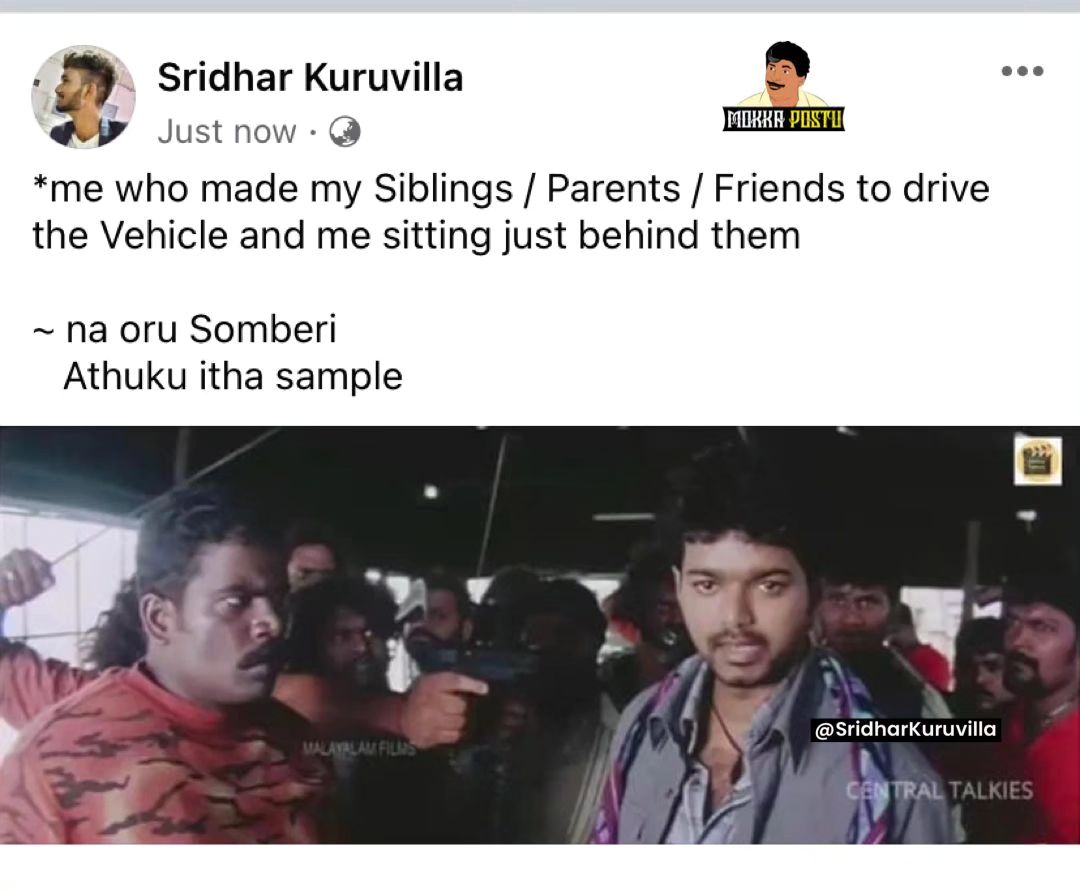 Sridhar Kuruvilla
Just now ·
MOKKA POSTU
*me who made my Siblings / Parents / Friends to drive
the Vehicle and me sitting just behind them
~ na oru Somberi
Athuku itha sample
@SridharKuruvilla
MALAYALAM FILMS
CENTRAL TALKIES